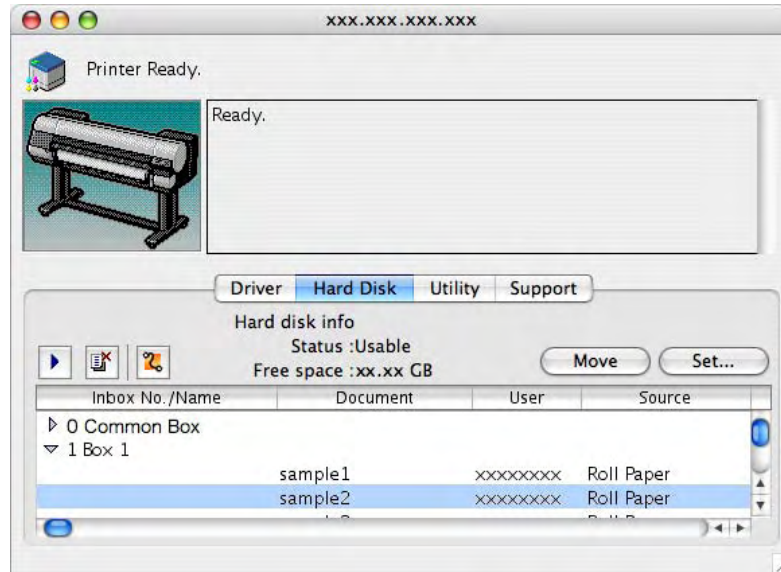 xxx.xxx.xxx.xxx
Printer Ready.
Ready.
Driver Hard Disk Utility Support
Hard disk info
Status :Usable
Free space :xx.xx GB
Move Set...
Inbox No./Name Document User Source
0 Common Box
1 Box 1
sample1 xxxxxxxx Roll Paper
sample2 xxxxxxxx Roll Paper